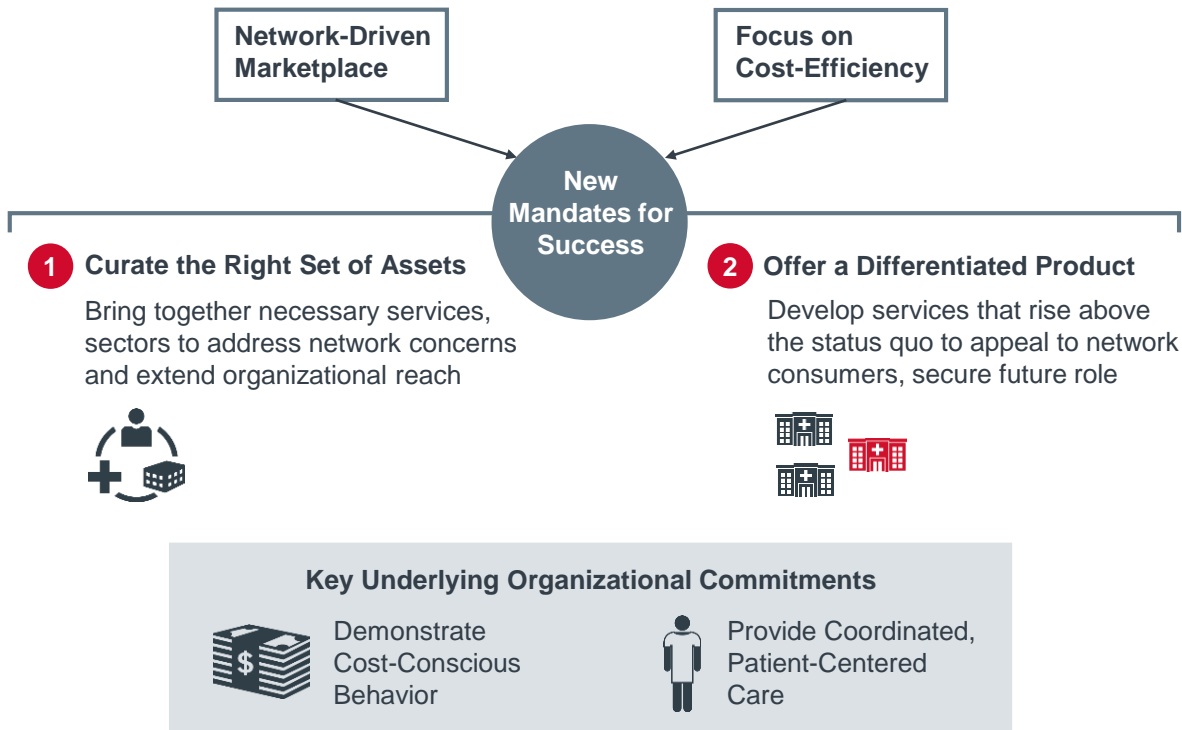 Network-Driven
Marketplace
Focus on
Cost-Efficiency
New
Mandates for
Success
1 Curate the Right Set of Assets
Bring together necessary services,
sectors to address network concerns
and extend organizational reach
2 Offer a Differentiated Product
Develop services that rise above
the status quo to appeal to network
consumers, secure future role
Key Underlying Organizational Commitments
$
Demonstrate
Cost-Conscious
Behavior
Provide Coordinated,
Patient-Centered
Care